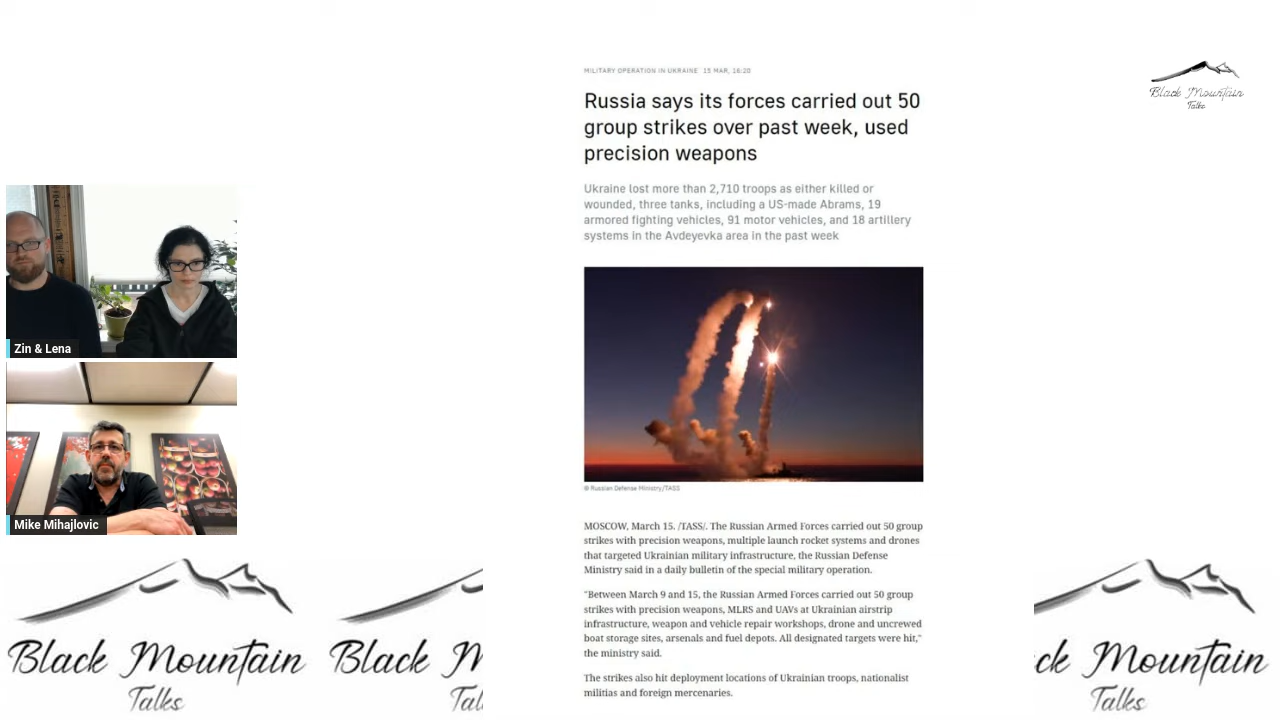 MILITARY OPERATION IN UKRAINE 15 MAR, 16:20
Russia says its forces carried out 50
group strikes over past week, used
precision weapons
Ukraine lost more than 2,710 troops as either killed or
wounded, three tanks, including a US-made Abrams, 19
armored fighting vehicles, 91 motor vehicles, and 18 artillery
systems in the Avdeyevka area in the past week
© Russian Defense Ministry/TASS
MOSCOW, March 15. /TASS/. The Russian Armed Forces carried out 50 group
strikes with precision weapons, multiple launch rocket systems and drones
that targeted Ukrainian military infrastructure, the Russian Defense
Ministry said in a daily bulletin of the special military operation.
"Between March 9 and 15, the Russian Armed Forces carried out 50 group
strikes with precision weapons, MLRS and UAVs at Ukrainian airstrip
infrastructure, weapon and vehicle repair workshops, drone and uncrewed
boat storage sites, arsenals and fuel depots. All designated targets were hit,"
the ministry said.
The strikes also hit deployment locations of Ukrainian troops, nationalist
militias and foreign mercenaries.
Black Mountain
Talks
Zin & Lena
Mike Mihajlovic
Black Mountain
Talks
Black M
Tal
ck Mountain
Talks